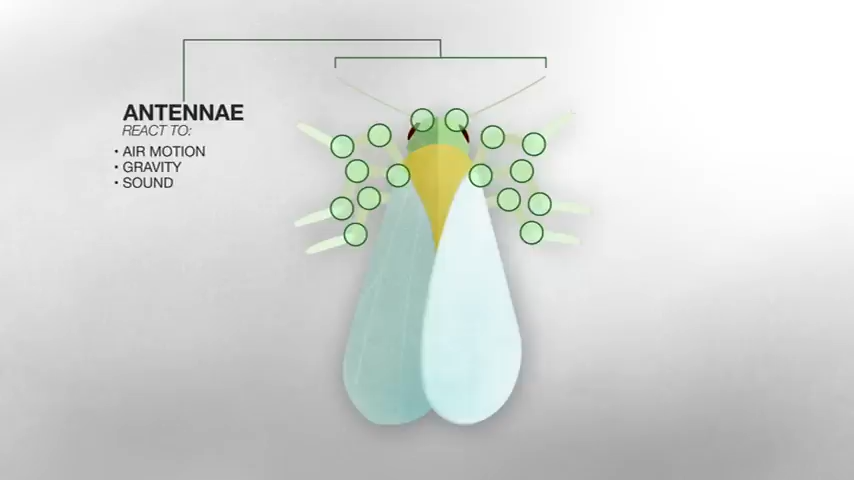 ANTENNAE
REACT TO:
• AIR MOTION
• GRAVITY
• SOUND